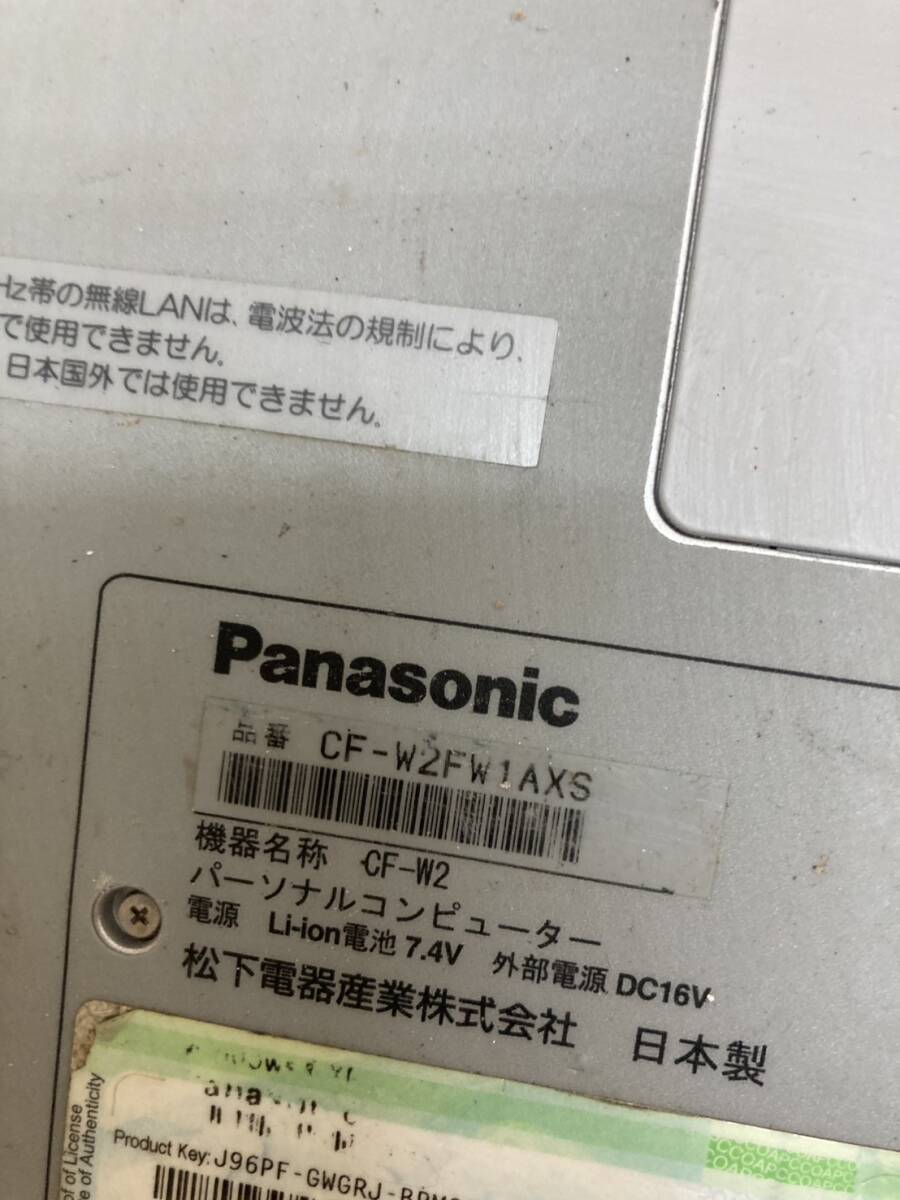 Hz帯の無線LANは、電波法の規制により、
で使用できません。
日本国外では使用できません。
Panasonic
品番 CF-W2FW1AXS
機器名称 CF-W2
パーソナルコンピューター
電源 Li-ion電池 7.4V 外部電源 DC16V
松下電器産業株式会社 日本製
of License
e of Authenticity
Product Key: J96PF-GWGRJ-